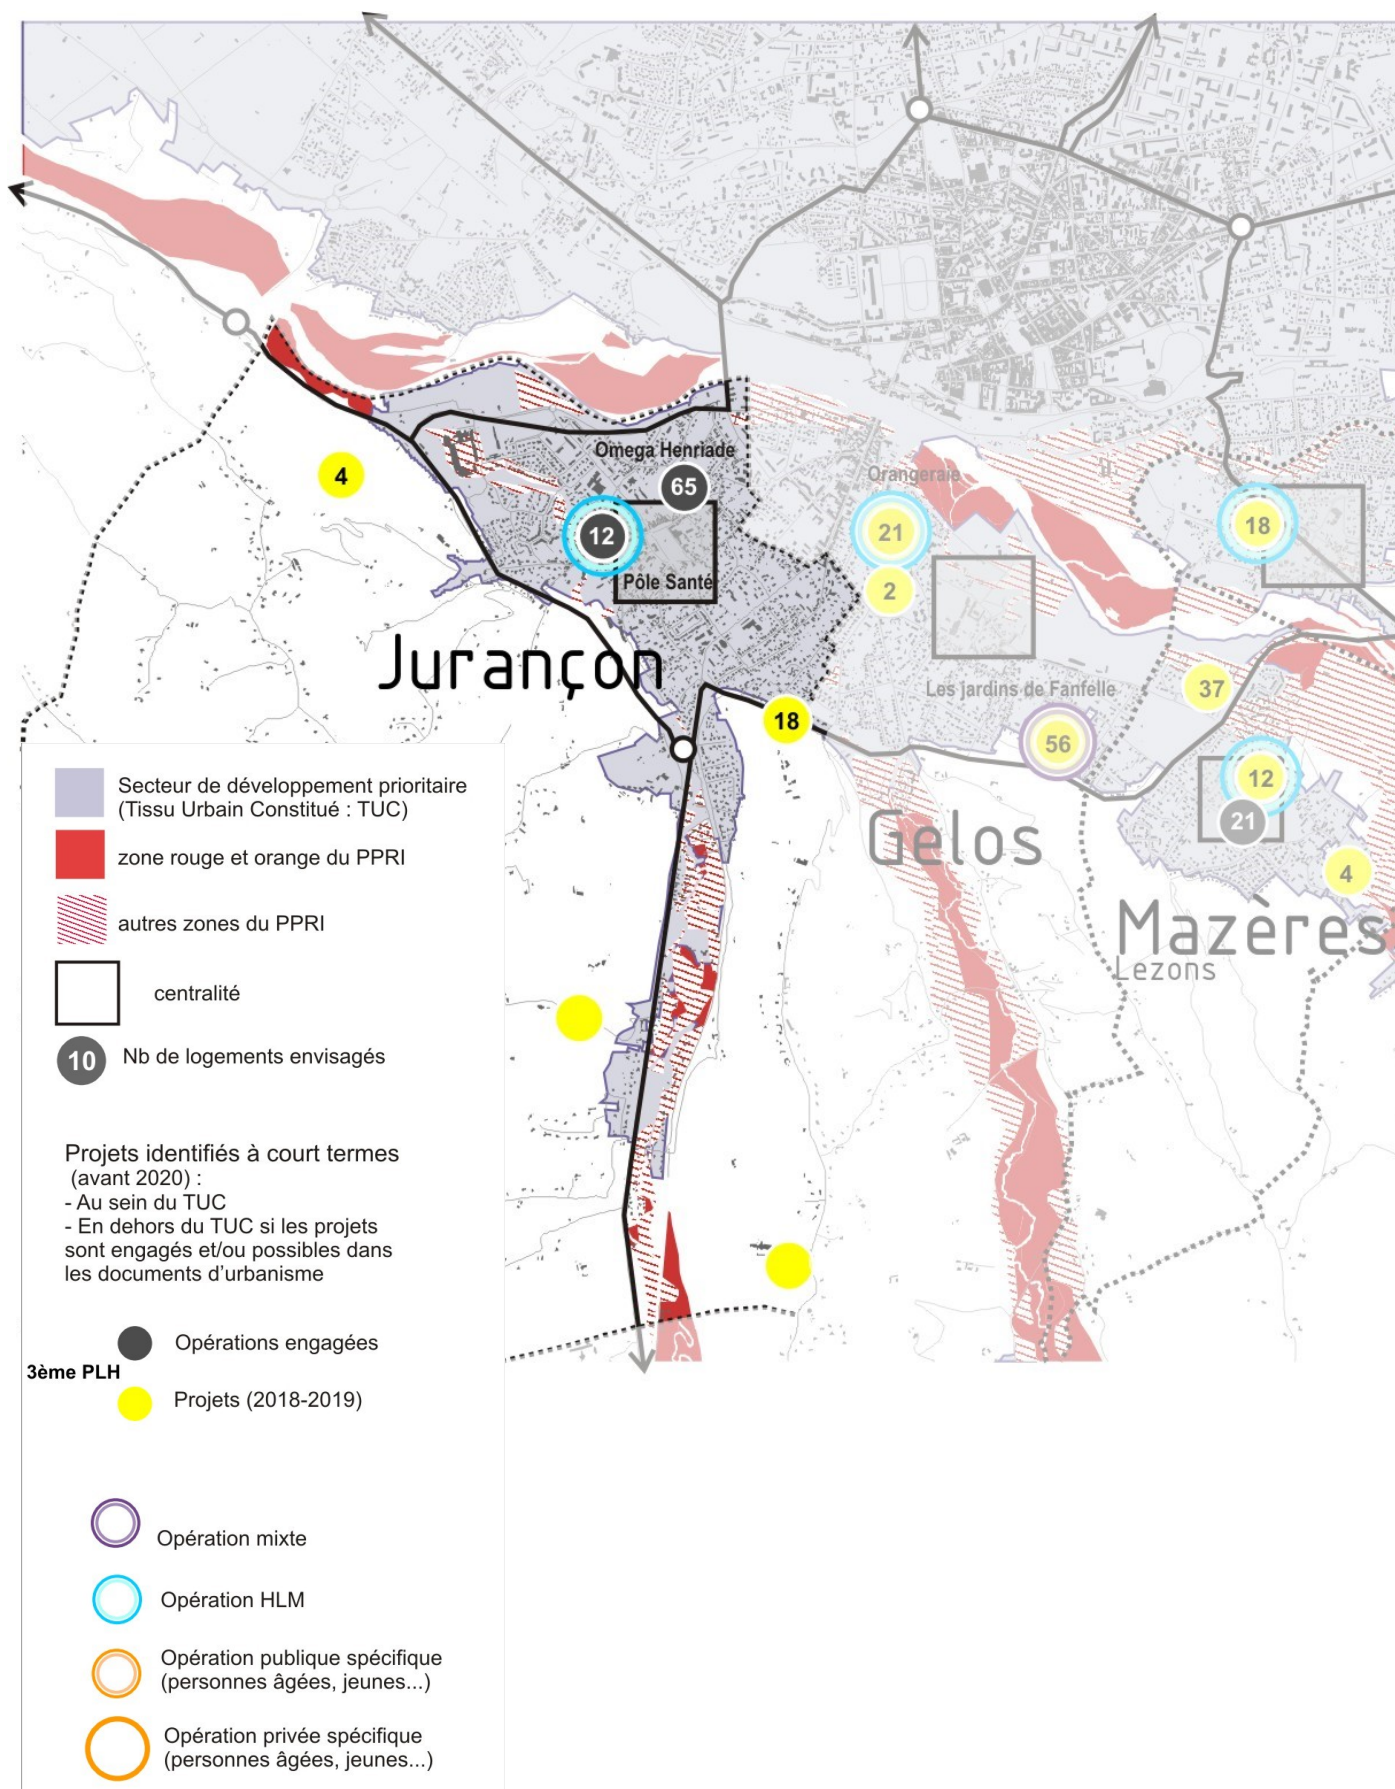 Omega Henriade
65
4
12
Pôle Santé
Jurançon
18
Orangeraie
21
2
18
Les jardins de Fanfelle
37
56
12
21
Gelos
4
Mazères
Lezons
Secteur de développement prioritaire
(Tissu Urbain Constitué : TUC)
zone rouge et orange du PPRI
autres zones du PPRI
centralité
10
Nb de logements envisagés
Projets identifiés à court termes
(avant 2020) :
- Au sein du TUC
- En dehors du TUC si les projets
sont engagés et/ou possibles dans
les documents d'urbanisme
Opérations engagées
3ème PLH
Projets (2018-2019)
Opération mixte
Opération HLM
Opération publique spécifique
(personnes âgées, jeunes...)
Opération privée spécifique
(personnes âgées, jeunes...)